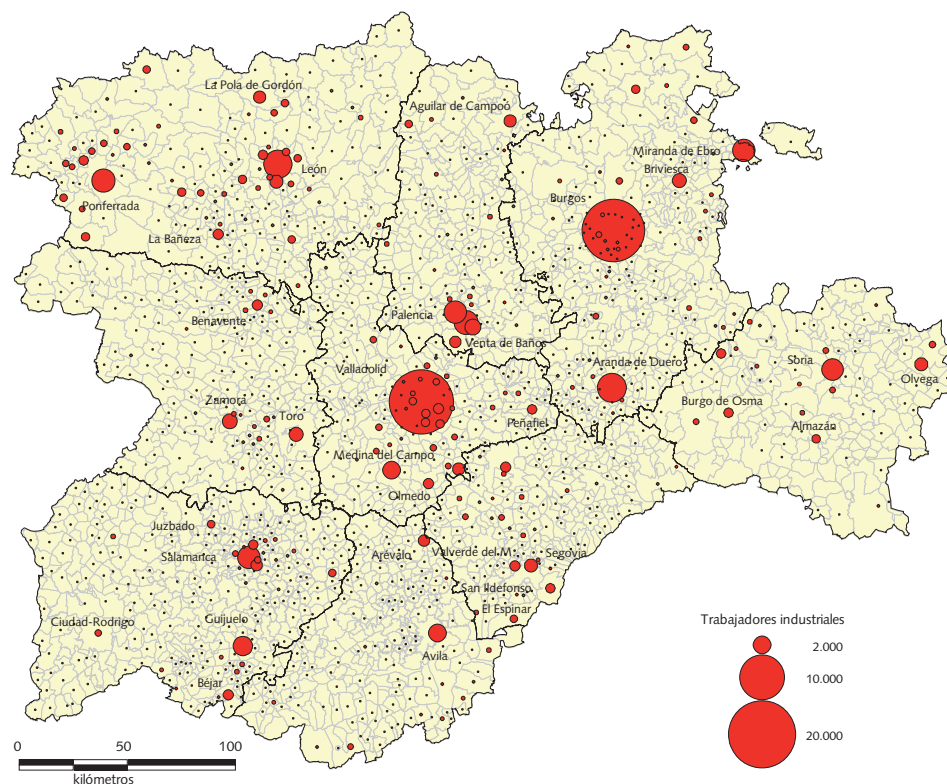 La Pola de Gordón
Aguilar de Campoó
Miranda de Ebro
León
Briviesca
Burgos
Ponferrada
La Bañeza
Benavente
Palencia
Venta de Baños
Valladolid
Aranda de Duero
Sbria
Olvega
Burgo de Osma
Zamora
Toro
Peñafiel
Almazán
Medina del Campo
Olmedo
Juzbado
Salamanca
Arévalo
Valverde del M.
Segovia
San Ildefonso
El Espinar
Ciudad-Rodrigo
Guijuelo
Avila
Béjar
Trabajadores industriales
2.000
10.000
20.000
0 50 100
kilómetros